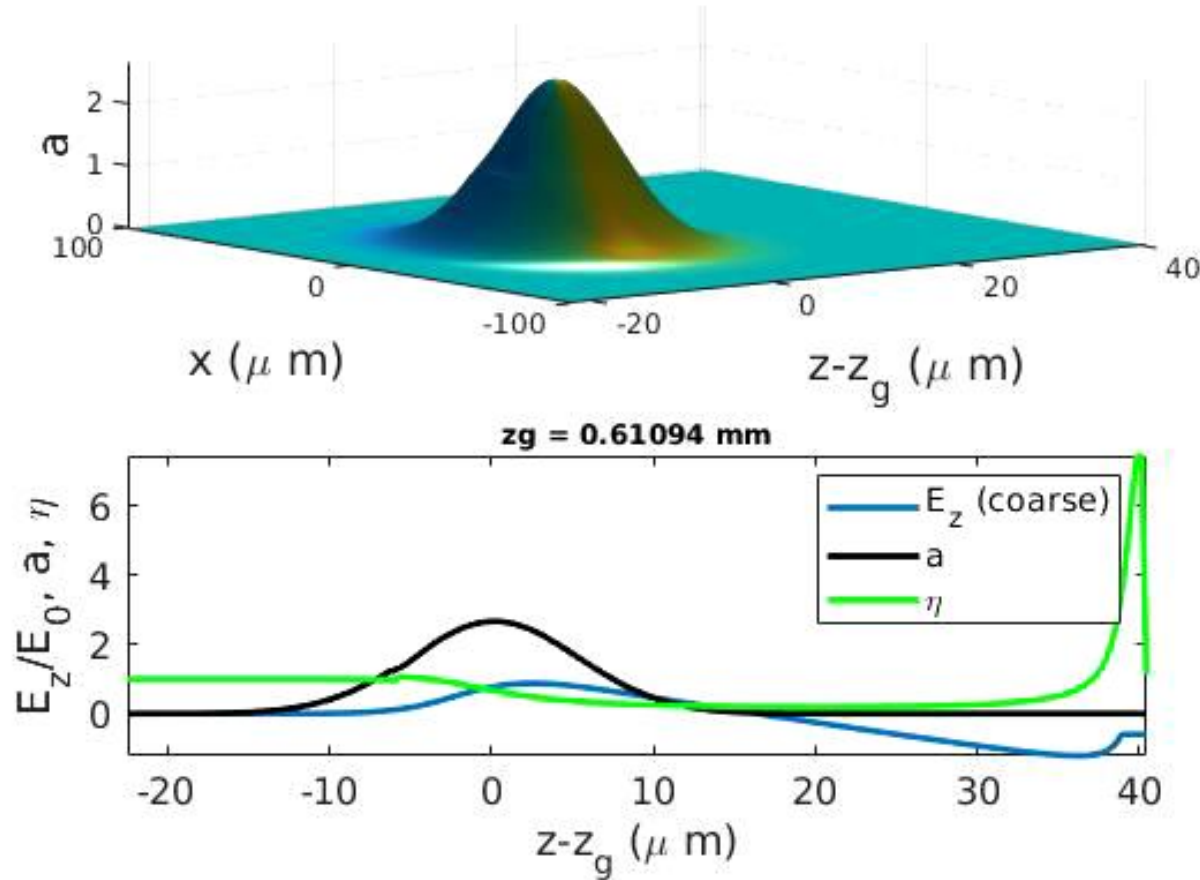 a
2
1
0
100
0
-100
-20
0
20
40
x (μ m)
z-z_g (μ m)
zg = 0.61094 mm
E_z/E_0, a, η
6
4
2
0
E_z (coarse)
a
η
-20 -10 0 10 20 30 40
z-z_g (μ m)